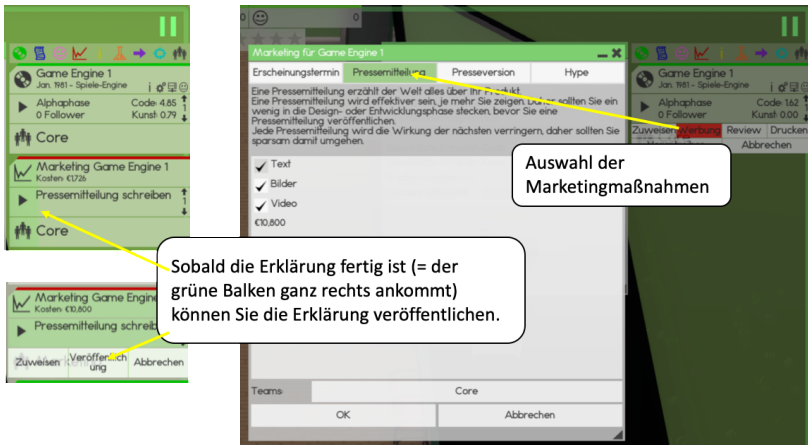 Game Engine 1
Jan. 1981 - Spiele-Engine
Alphaphase
Code: 4.85
0 Follower
Kunst: 0.79
Core
Marketing Game Engine 1
Kosten: €1,726
Pressemitteilung schreiben
1
Core
Marketing Game Engine
Kosten: €10,800
Pressemitteilung
Zuweisen
Veröffentlich
ung
Abbrechen
0
0
Marketing für Game Engine 1
Erscheinungstermin
Pressemitteilung
Presseversion
Hype
Eine Pressemitteilung erzählt der Welt alles über Ihr Produkt.
Eine Pressemitteilung wird effektiver sein, je mehr Sie zeigen. Daher sollten Sie ein
wenig in die Design- oder Entwicklungsphase stecken, bevor Sie eine
Pressemitteilung veröffentlichen.
Jede Pressemitteilung wird die Wirkung der nächsten verringern, daher sollten Sie
sparsam damit umgehen.
Text
Bilder
Video
€10,800
Teams:
Core
OK
Abbrechen
Game Engine 1
Jan. 1981 - Spiele-Engine
Alphaphase
Code: 1.62
0 Follower
Kunst: 0.00
1
Zuweisen
Werbung
Review
Drucken
Abbrechen
Auswahl der
Marketingmaßnahmen
Sobald die Erklärung fertig ist (= der
grüne Balken ganz rechts ankommt)
können Sie die Erklärung veröffentlichen.